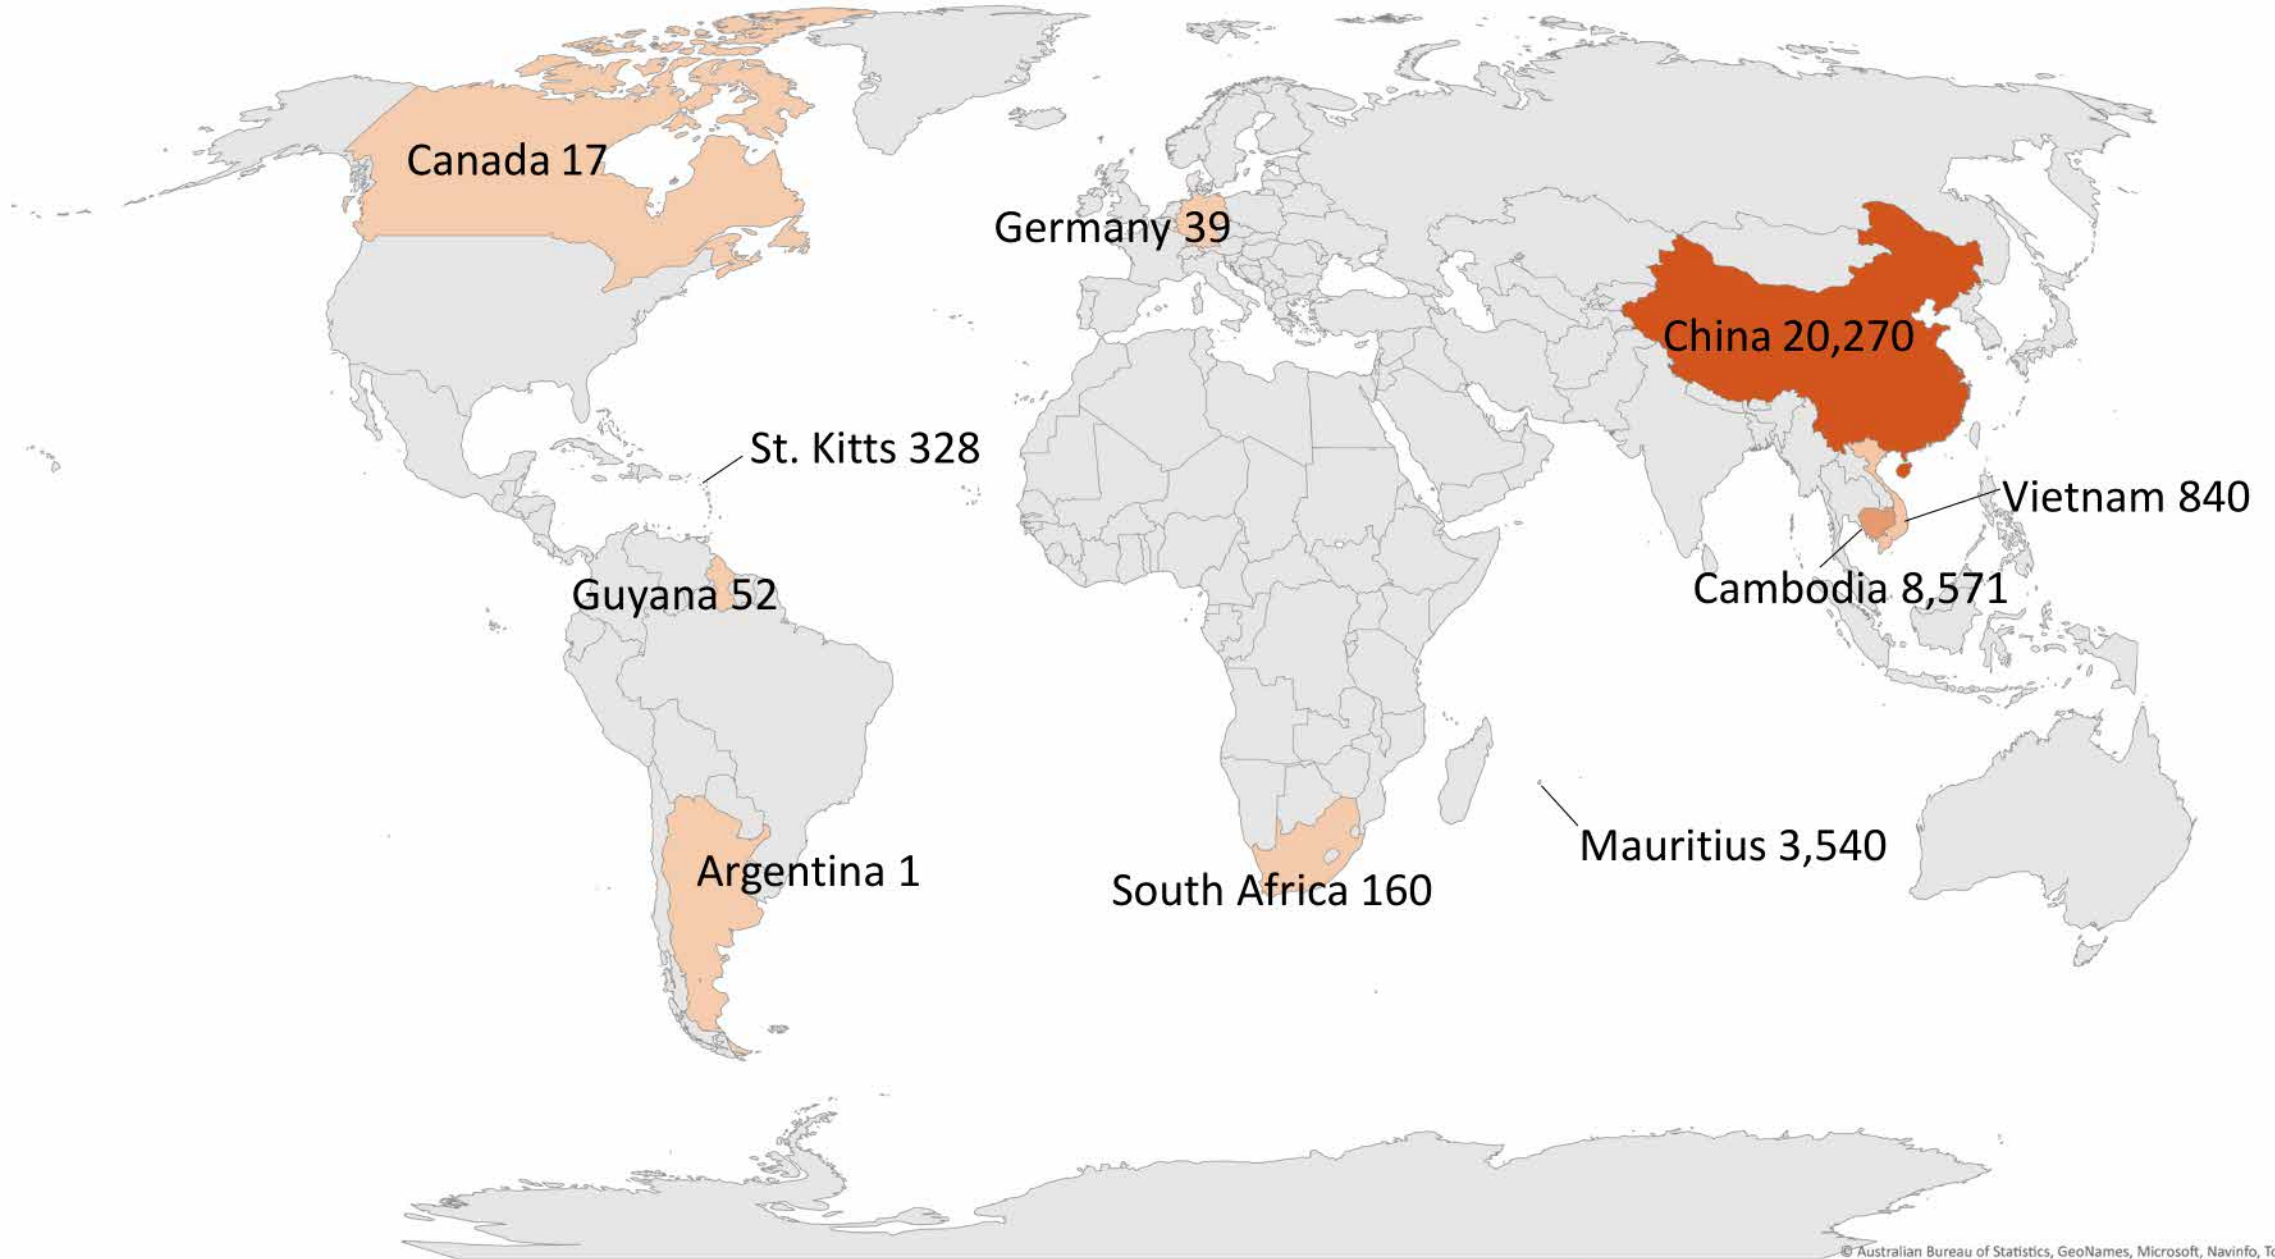 Canada 17
Germany 39
China 20,270
St. Kitts 328
Vietnam 840
Guyana 52
Cambodia 8,571
Mauritius 3,540
Argentina 1
South Africa 160
© Australian Bureau of Statistics, GeoNames, Microsoft, Navinfo,